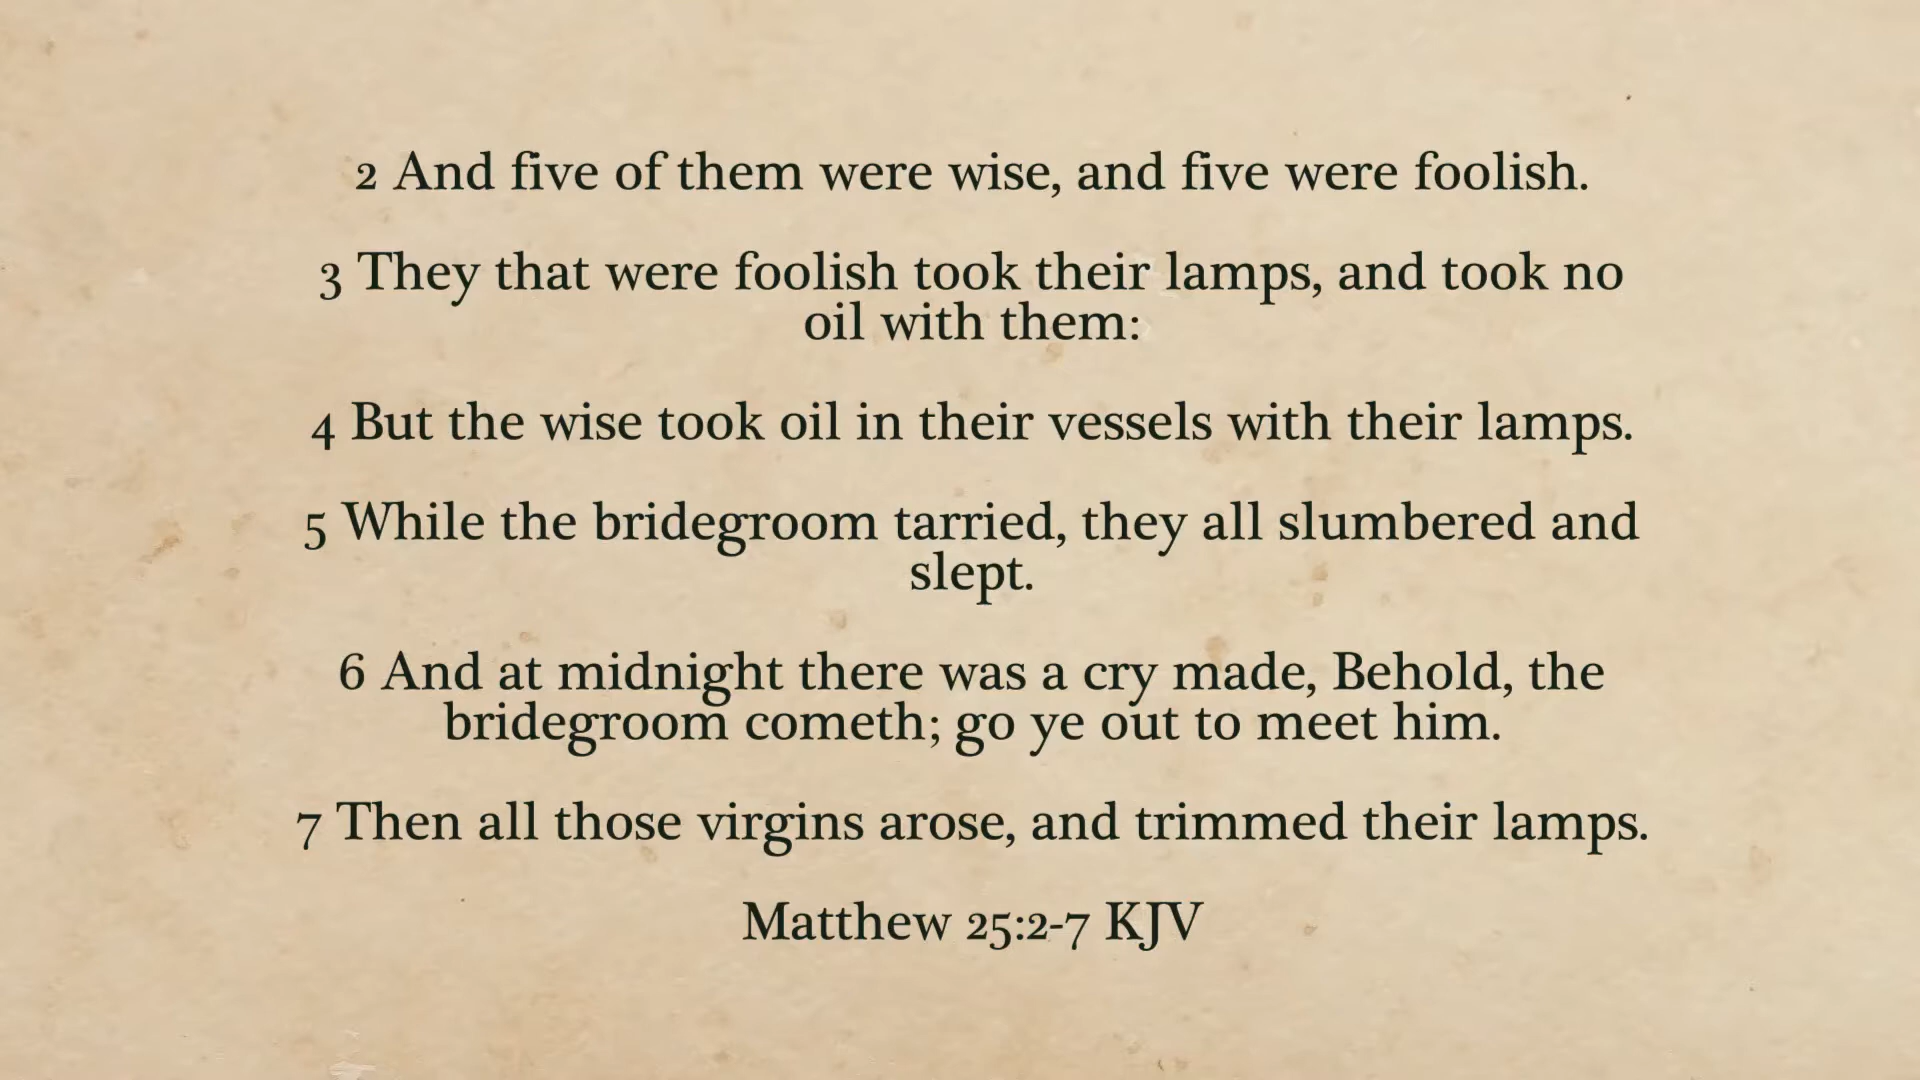 2 And five of them were wise, and five were foolish.
3 They that were foolish took their lamps, and took no
oil with them:
4 But the wise took oil in their vessels with their lamps.
5 While the bridegroom tarried, they all slumbered and
slept.
6 And at midnight there was a cry made, Behold, the
bridegroom cometh; go ye out to meet him.
7 Then all those virgins arose, and trimmed their lamps.
Matthew 25:2-7 KJV